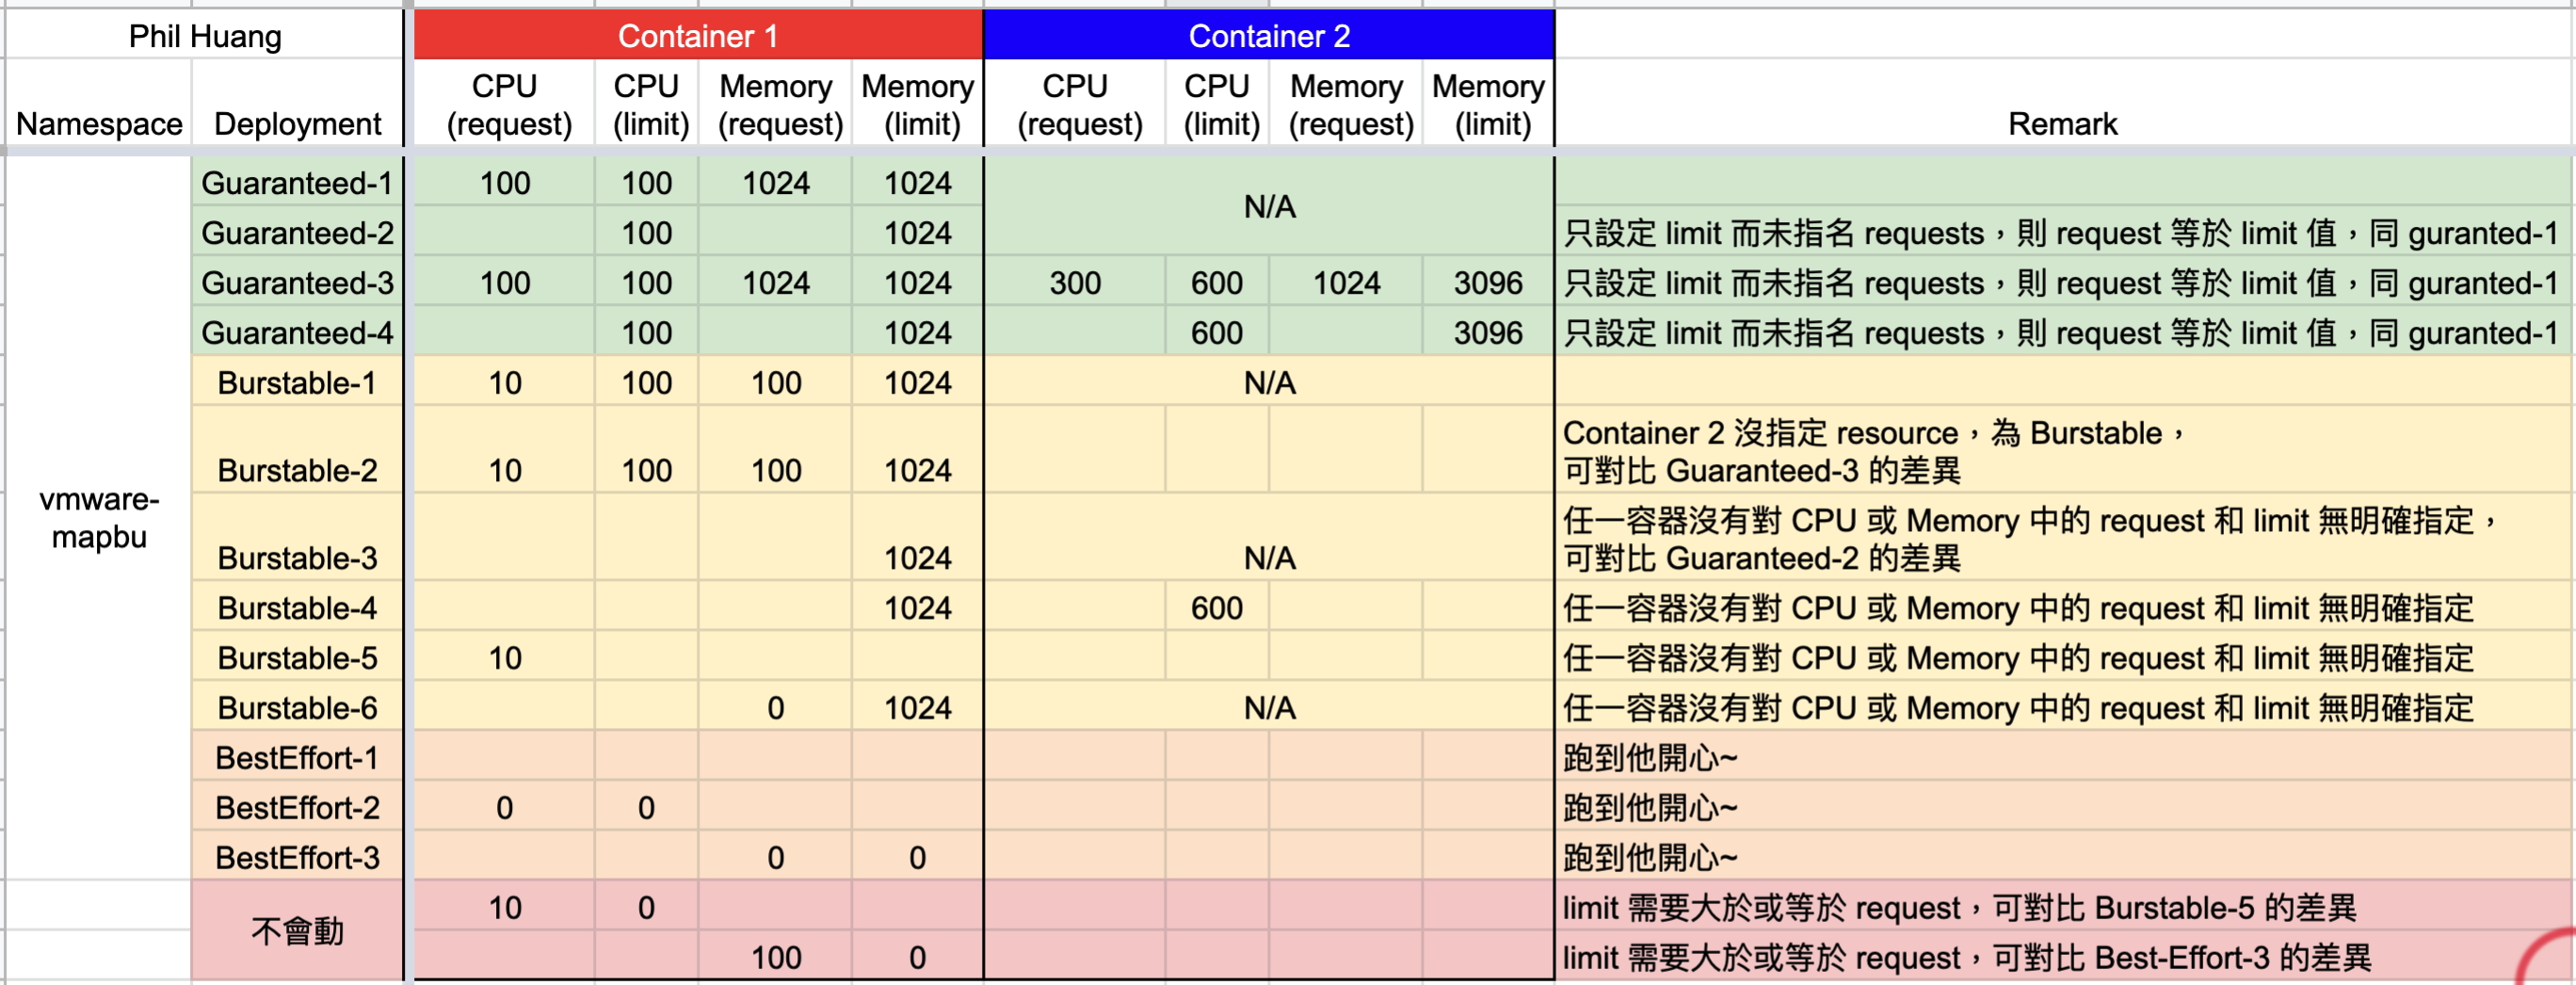 Phil Huang Container 1 Container 2
Namespace Deployment CPU (request) CPU (limit) Memory (request) Memory (limit) CPU (request) CPU (limit) Memory (request) Memory (limit) Remark
vmware-mapbu
Guaranteed-1 100 100 1024 1024 N/A
Guaranteed-2 100 1024 只設定 limit 而未指名 requests，則 request 等於 limit 值，同 guranted-1
Guaranteed-3 100 100 1024 1024 300 600 1024 3096 只設定 limit 而未指名 requests，則 request 等於 limit 值，同 guranted-1
Guaranteed-4 100 1024 600 3096 只設定 limit 而未指名 requests，則 request 等於 limit 值，同 guranted-1
Burstable-1 10 100 100 1024 N/A
Burstable-2 10 100 100 1024 Container 2 沒指定 resource，為 Burstable，
可對比 Guaranteed-3 的差異
Burstable-3 1024 N/A 任一容器沒有對 CPU 或 Memory 中的 request 和 limit 無明確指定，
可對比 Guaranteed-2 的差異
Burstable-4 1024 600 任一容器沒有對 CPU 或 Memory 中的 request 和 limit 無明確指定
Burstable-5 10 任一容器沒有對 CPU 或 Memory 中的 request 和 limit 無明確指定
Burstable-6 0 1024 N/A 任一容器沒有對 CPU 或 Memory 中的 request 和 limit 無明確指定
BestEffort-1 跑到他開心~
BestEffort-2 0 0 跑到他開心~
BestEffort-3 0 0 跑到他開心~
不會動 10 0 limit 需要大於或等於 request，可對比 Burstable-5 的差異
100 0 limit 需要大於或等於 request，可對比 Best-Effort-3 的差異